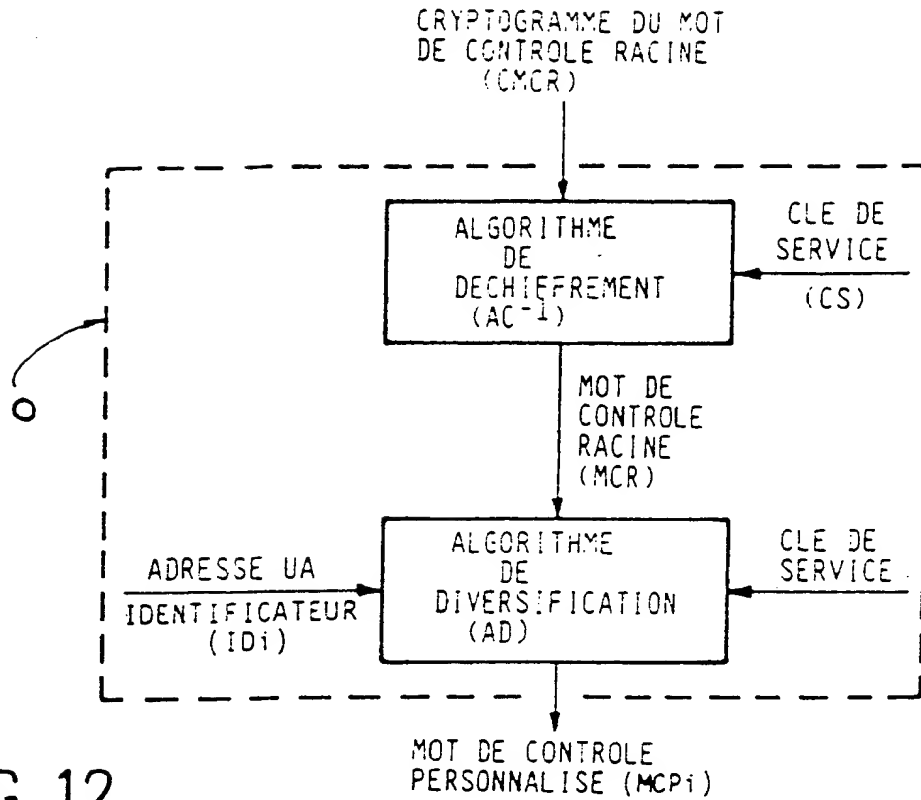 CRYPTOGRAMME DU MOT
DE CONTROLE RACINE
(CMCR)
ALGORITHME
DE
DECHIEFREMENT
(AC-1)
CLE DE
SERVICE
(CS)
O
MOT DE
CONTROLE
RACINE
(MCR)
ALGORITHME
DE
DIVERSIFICATION
(AD)
ADRESSE UA
IDENTIFICATEUR
(IDi)
CLE DE
SERVICE
MOT DE CONTROLE
PERSONNALISE (MCPi)
G 12